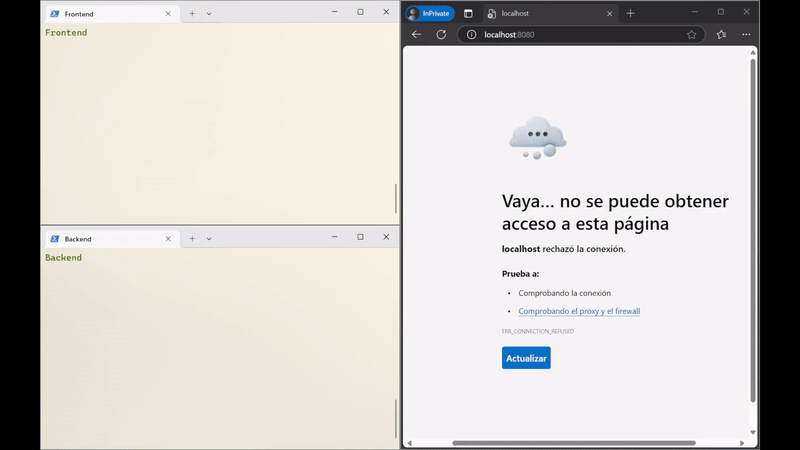 Frontend
Frontend
Backend
Backend
InPrivate
localhost
localhost:8080
Vaya... no se puede obtener
acceso a esta página
localhost rechazó la conexión.
Prueba a:
• Comprobando la conexión
• Comprobando el proxy y el firewall
ERR_CONNECTION_REFUSED
Actualizar